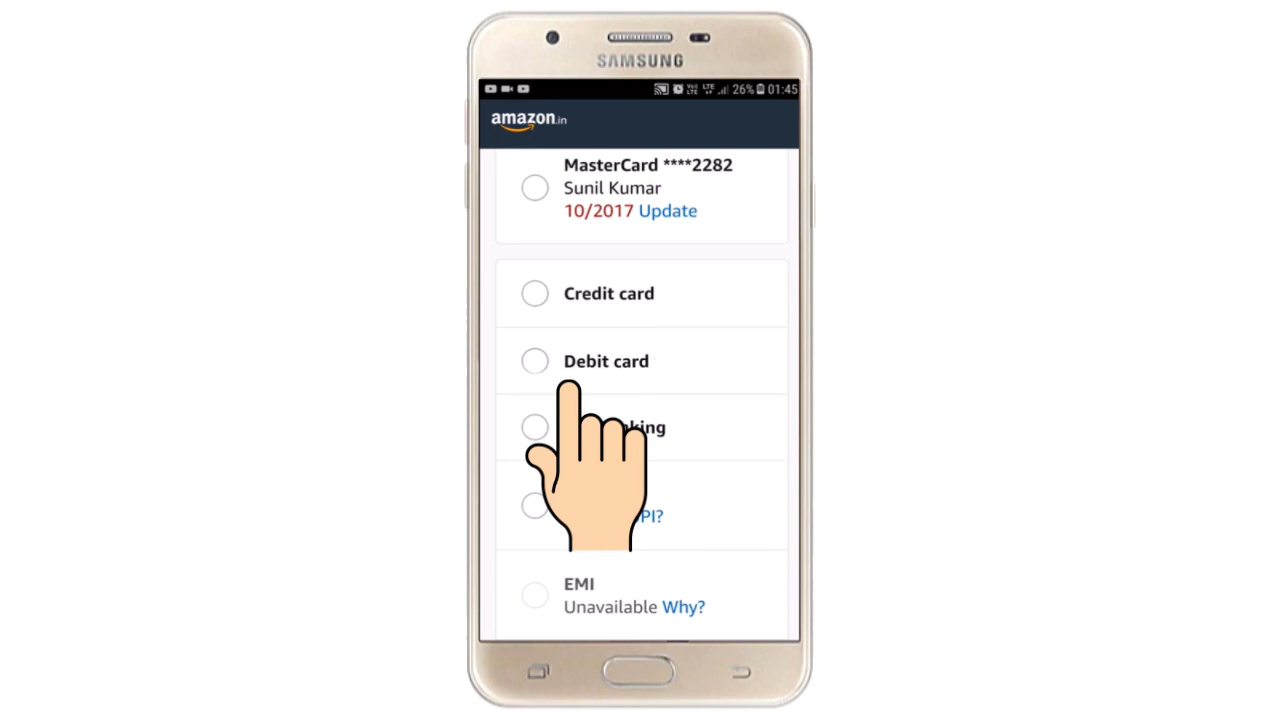 SAMSUNG
26% 01:45
amazon.in
MasterCard ****2282
Sunil Kumar
10/2017 Update
Credit card
Debit card
EMI
Unavailable Why?